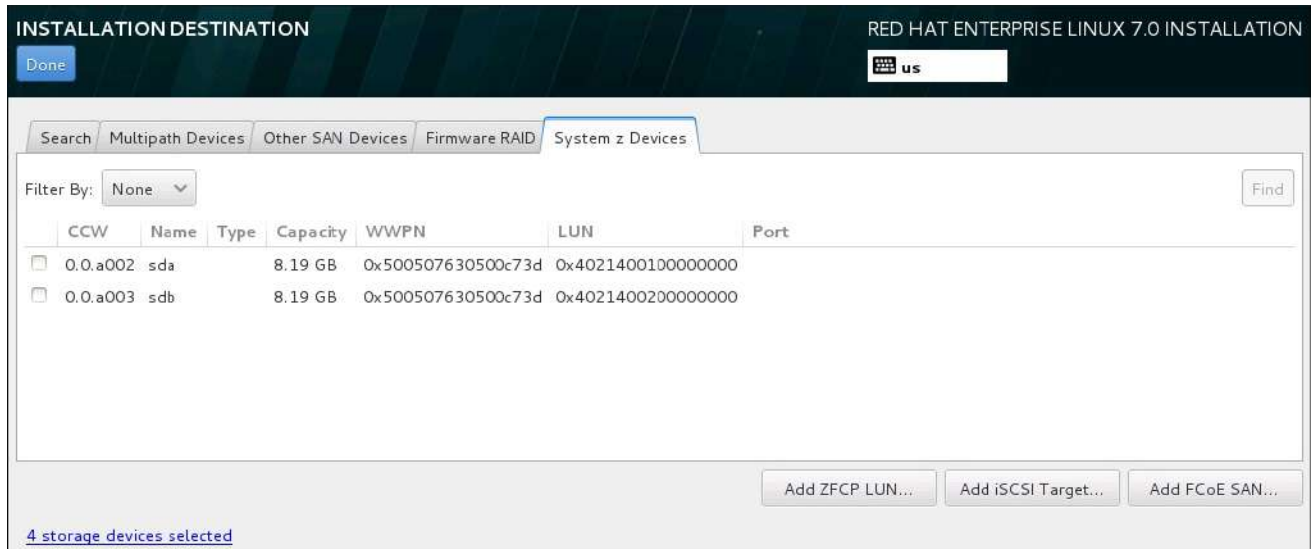 INSTALLATION DESTINATION
RED HAT ENTERPRISE LINUX 7.0 INSTALLATION
Done
us
Search Multipath Devices Other SAN Devices Firmware RAID System z Devices
Filter By: None Find
CCW Name Type Capacity WWPN LUN Port
0.0.a002 sda 8.19 GB 0x500507630500c73d 0x4021400100000000
0.0.a003 sdb 8.19 GB 0x500507630500c73d 0x4021400200000000
Add ZFCP LUN... Add iSCSI Target... Add FCoE SAN...
4 storage devices selected